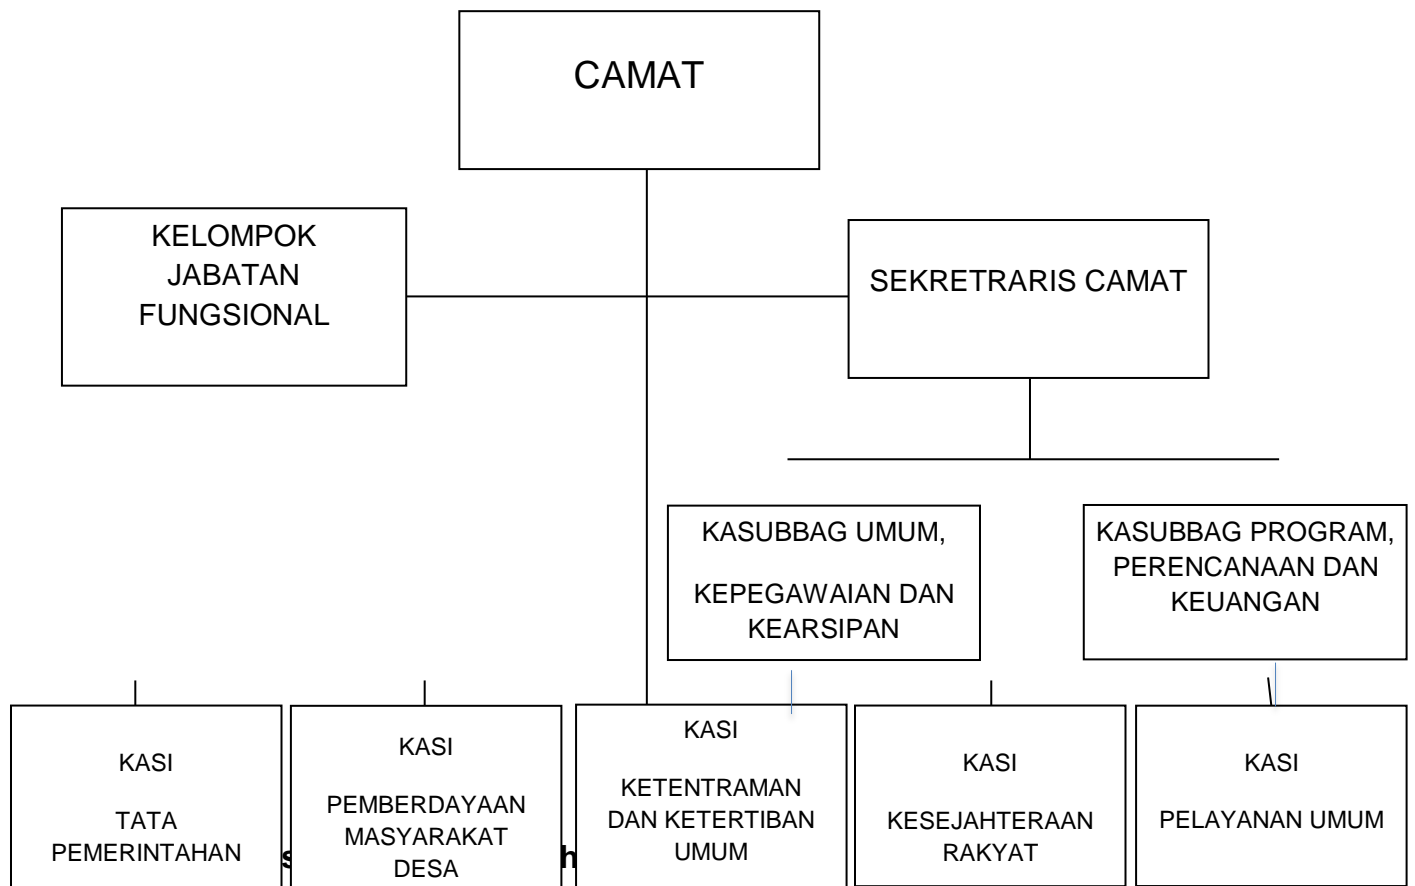 CAMAT
KELOMPOK
JABATAN
FUNGSIONAL
SEKRETRARIS CAMAT
KASUBBAG UMUM,
KEPEGAWAIAN DAN
KEARSIPAN
KASUBBAG PROGRAM,
PERENCANAAN DAN
KEUANGAN
KASI
TATA
PEMERINTAHAN
KASI
PEMBERDAYAAN
MASYARAKAT
DESA
KASI
KETENTRAMAN
DAN KETERTIBAN
UMUM
KASI
KESEJAHTERAAN
RAKYAT
KASI
PELAYANAN UMUM